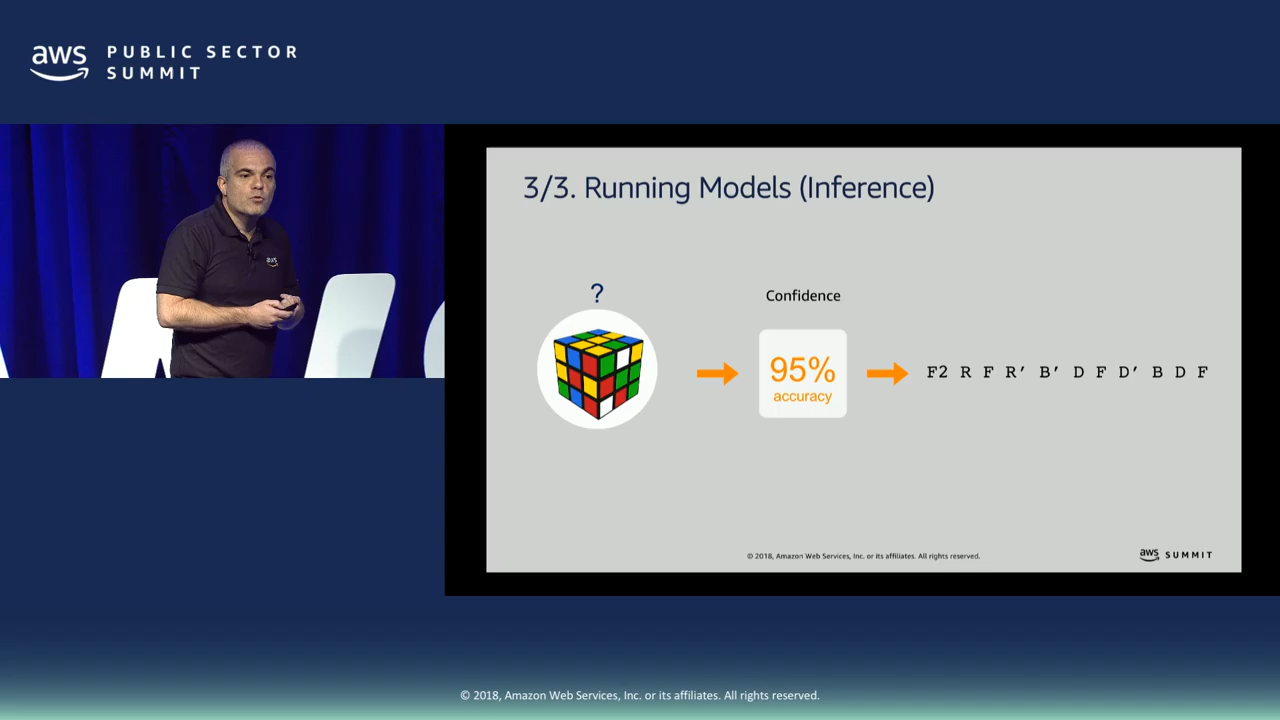 aws PUBLIC SECTOR
SUMMIT
aws
3/3. Running Models (Inference)
?
Confidence
95%
accuracy
F2 R F R′ B′ D F D′ B D F
© 2018, Amazon Web Services, Inc. or its affiliates. All rights reserved.
aws SUMMIT
© 2018, Amazon Web Services, Inc. or its affiliates. All rights reserved.